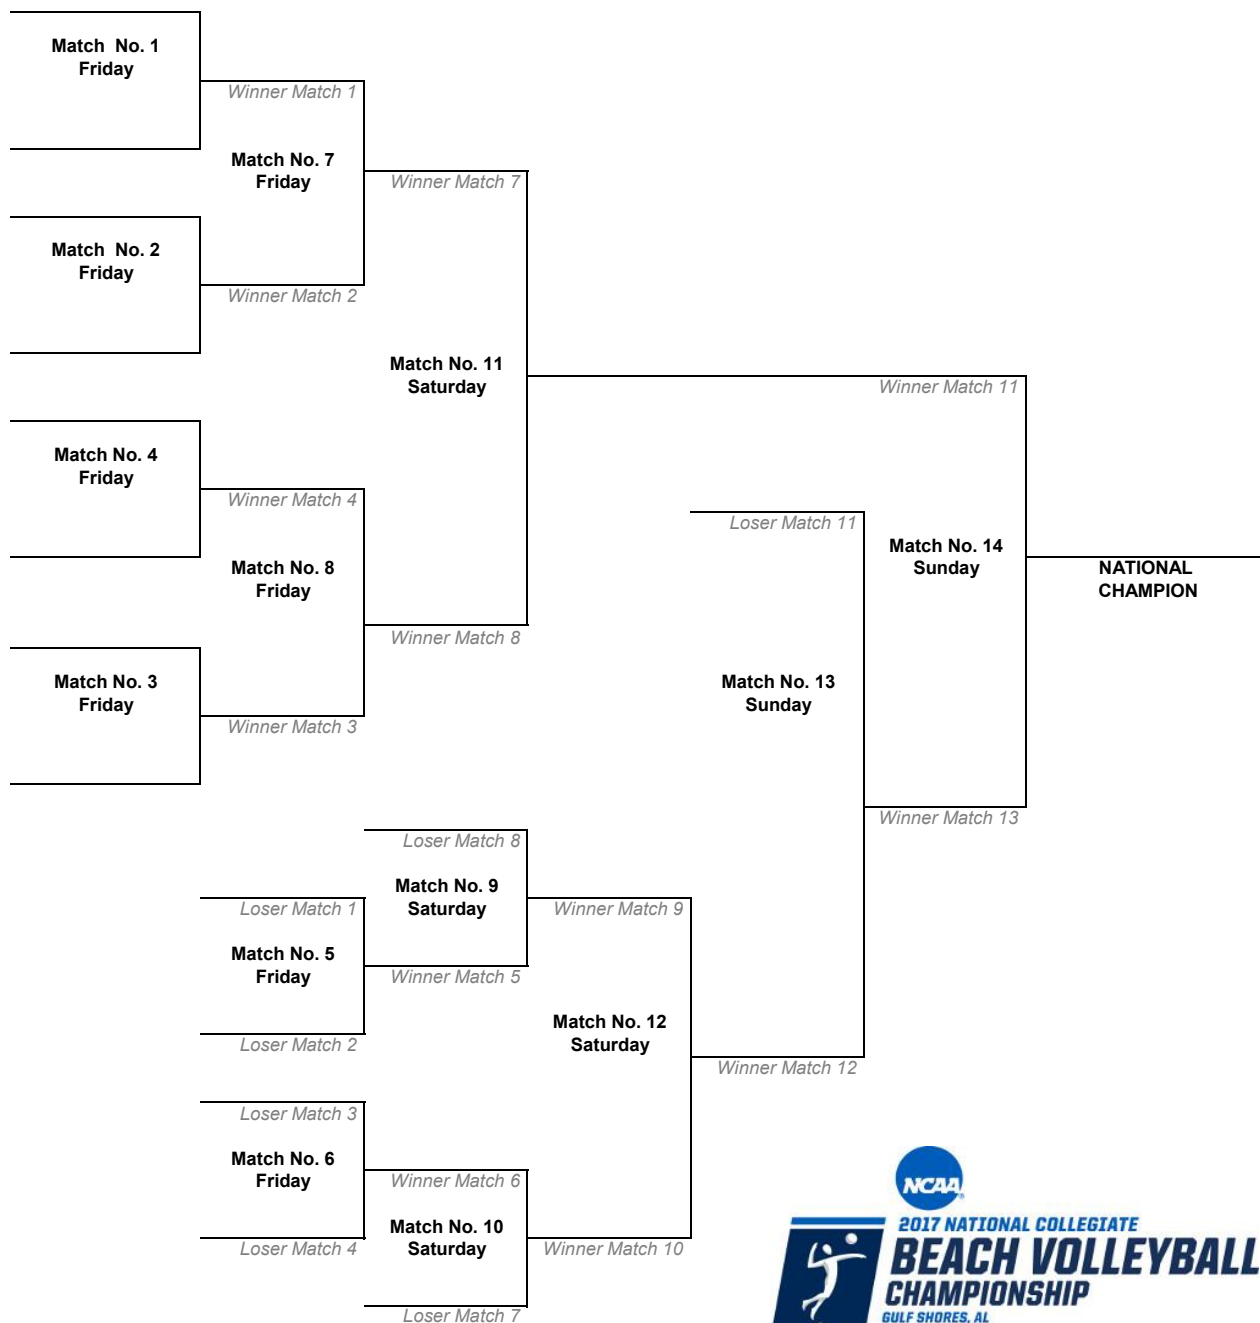 Match  No. 1
Friday
Winner Match 1
Match No. 7
Friday
Winner Match 7
Match  No. 2
Friday
Winner Match 2
Match No. 11
Saturday
Winner Match 11
Match No. 4
Friday
Winner Match 4
Loser Match 11
Match No. 14
Sunday
Match No. 8
Friday
NATIONAL
CHAMPION
Winner Match 8
Match No. 3
Friday
Match No. 13
Sunday
Winner Match 3
Winner Match 13
Loser Match 8
Match No. 9
Saturday
Loser Match 1
Winner Match 9
Match No. 5
Friday
Winner Match 5
Match No. 12
Saturday
Loser Match 2
Winner Match 12
Loser Match 3
Match No. 6
Friday
Winner Match 6
Match No. 10
Saturday
Loser Match 4
Winner Match 10
Loser Match 7
NCAA
2017 NATIONAL COLLEGIATE
BEACH VOLLEYBALL
CHAMPIONSHIP
GULF SHORES, AL